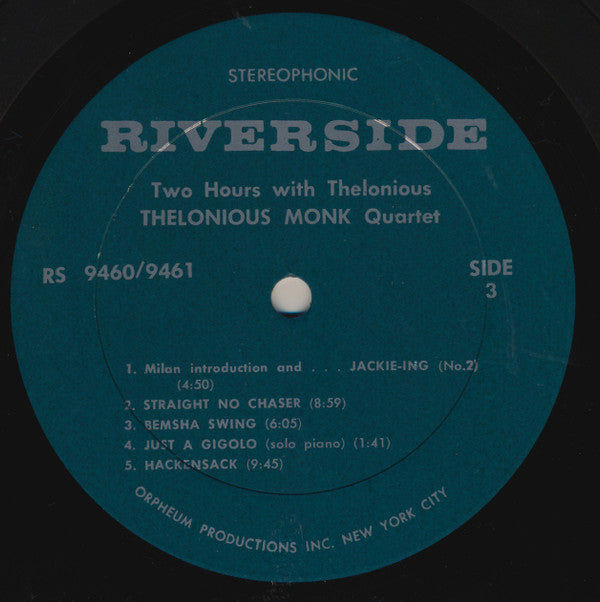 STEREOPHONIC
RIVERSIDE
Two Hours with Thelonious
THELONIOUS MONK Quartet
RS 9460/9461
SIDE
3
1. Milan introduction and . . . JACKIE-ING (No.2)
(4:50)
2. STRAIGHT NO CHASER (8:59)
3. BEMSHA SWING (6:05)
4. JUST A GIGOLO (solo piano) (1:41)
5. HACKENSACK (9:45)
ORPHEUM PRODUCTIONS INC. NEW YORK CITY